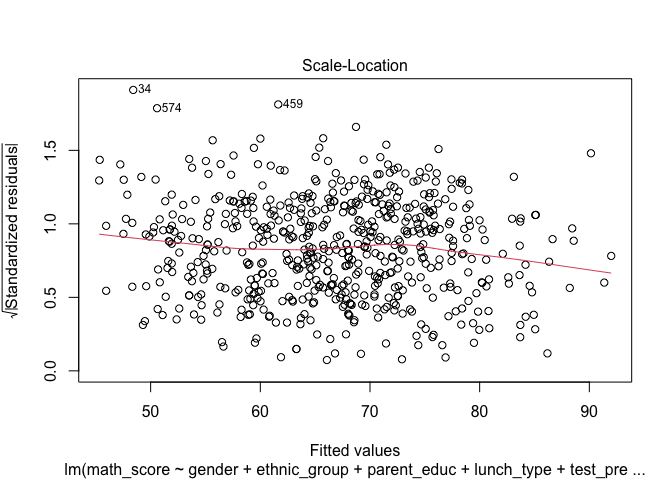 Scale-Location
34
574
459
√|Standardized residuals|
1.5
1.0
0.5
0.0
50 60 70 80 90
Fitted values
lm(math_score ~ gender + ethnic_group + parent_educ + lunch_type + test_pre ...